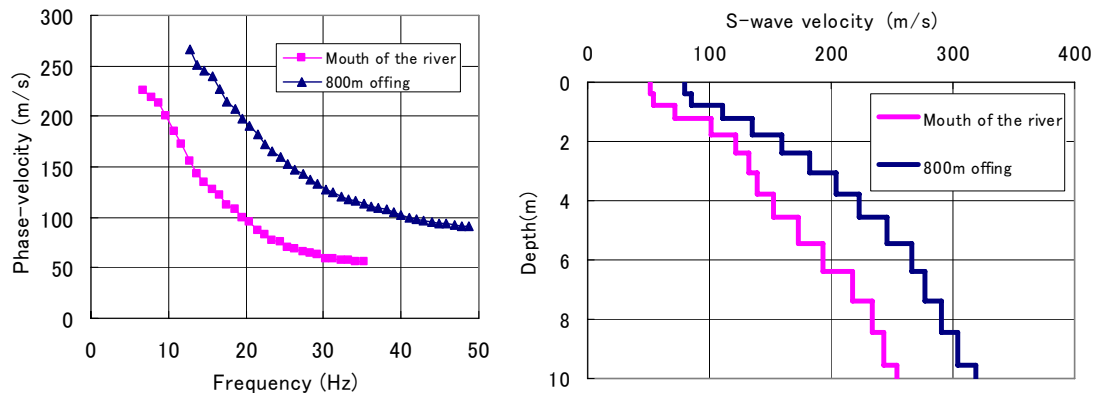 300
250
200
150
100
50
0
Phase-velocity (m/s)
Mouth of the river
800m offing
0 10 20 30 40 50
Frequency (Hz)
S-wave velocity (m/s)
0 100 200 300 400
0
2
4
6
8
10
Depth(m)
Mouth of the river
800m offing